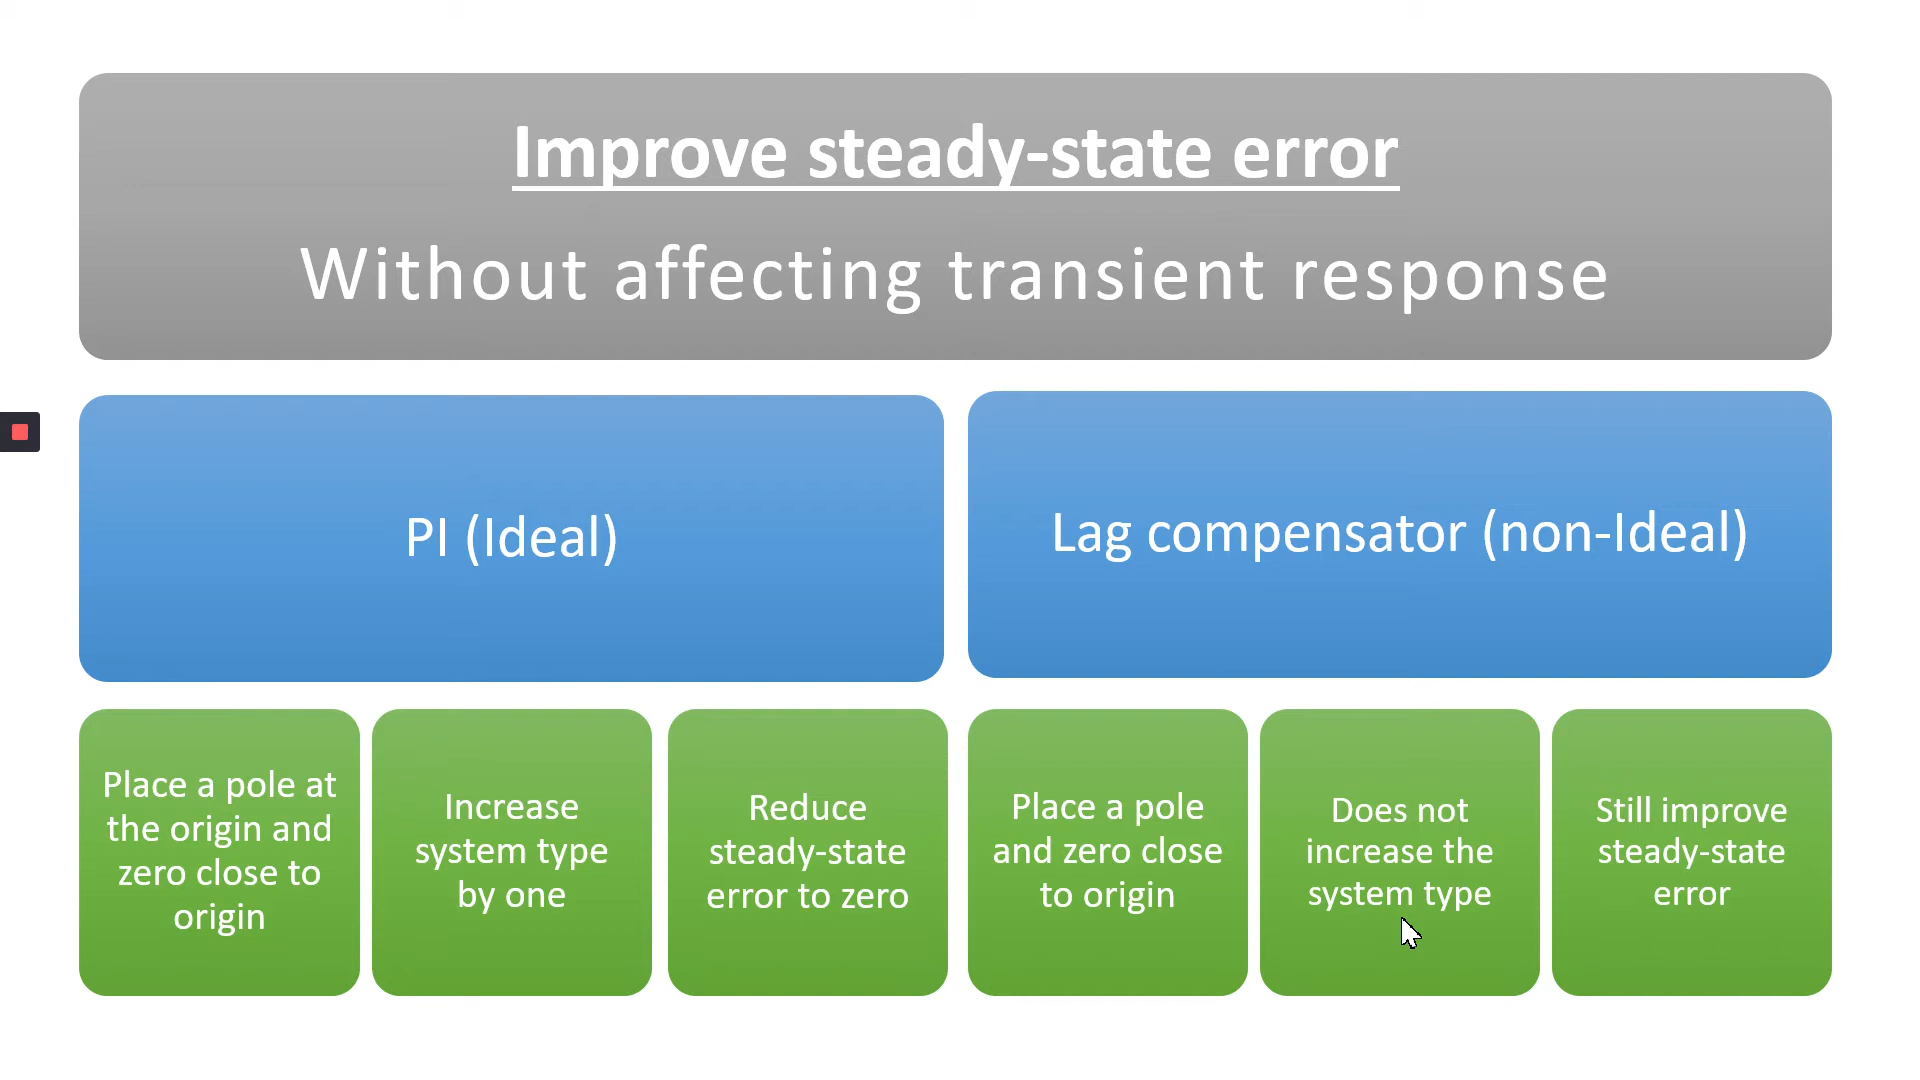 Improve steady-state error
Without affecting transient response
PI (Ideal)
Lag compensator (non-Ideal)
Place a pole at
the origin and
zero close to
origin
Increase
system type
by one
Reduce
steady-state
error to zero
Place a pole
and zero close
to origin
Does not
increase the
system type
Still improve
steady-state
error